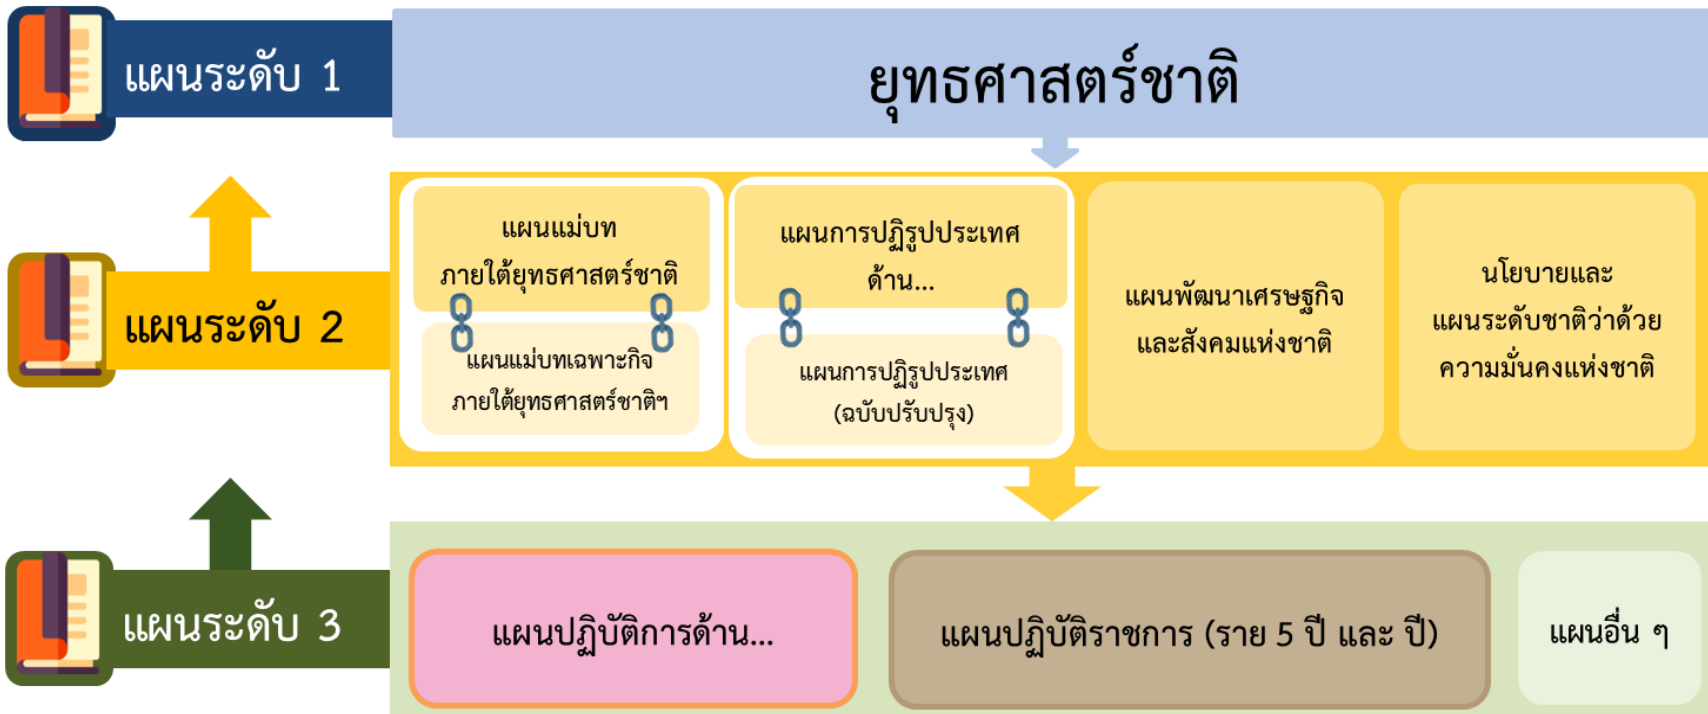 แผนระดับ 1
ยุทธศาสตร์ชาติ
แผนระดับ 2
แผนแม่บท
ภายใต้ยุทธศาสตร์ชาติ
แผนแม่บทเฉพาะกิจ
ภายใต้ยุทธศาสตร์ชาติฯ
แผนการปฏิรูปประเทศ
ด้าน...
แผนการปฏิรูปประเทศ
(ฉบับปรับปรุง)
แผนพัฒนาเศรษฐกิจ
และสังคมแห่งชาติ
นโยบายและ
แผนระดับชาติว่าด้วย
ความมั่นคงแห่งชาติ
แผนระดับ 3
แผนปฏิบัติการด้าน...
แผนปฏิบัติราชการ (ราย 5 ปี และ ปี)
แผนอื่น ๆ